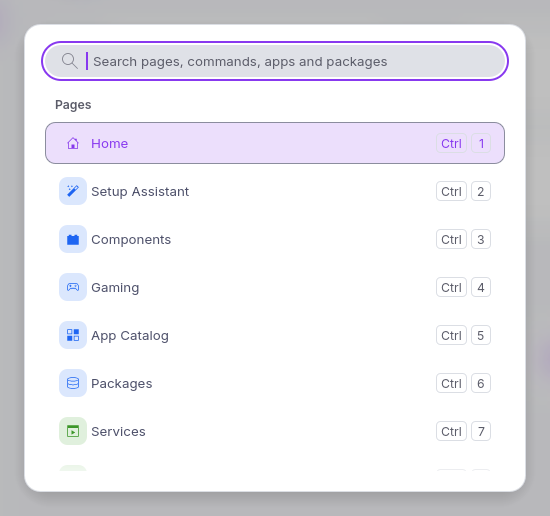 Search pages, commands, apps and packages
Pages
Home Ctrl 1
Setup Assistant Ctrl 2
Components Ctrl 3
Gaming Ctrl 4
App Catalog Ctrl 5
Packages Ctrl 6
Services Ctrl 7